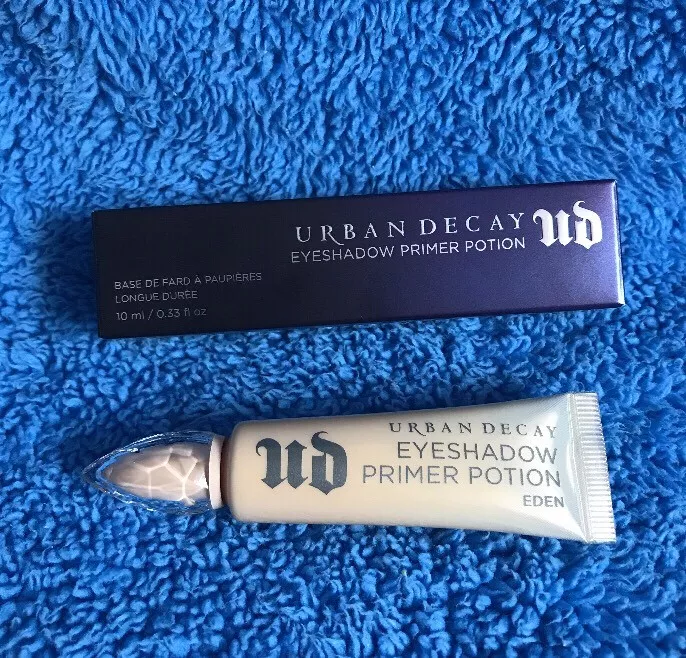 URBAN DECAY
EYESHADOW PRIMER POTION
ud
BASE DE FARD À PAUPIÈRES
LONGUE DURÉE
10 ml / 0.33 fl oz
ud
URBAN DECAY
EYESHADOW
PRIMER POTION
EDEN